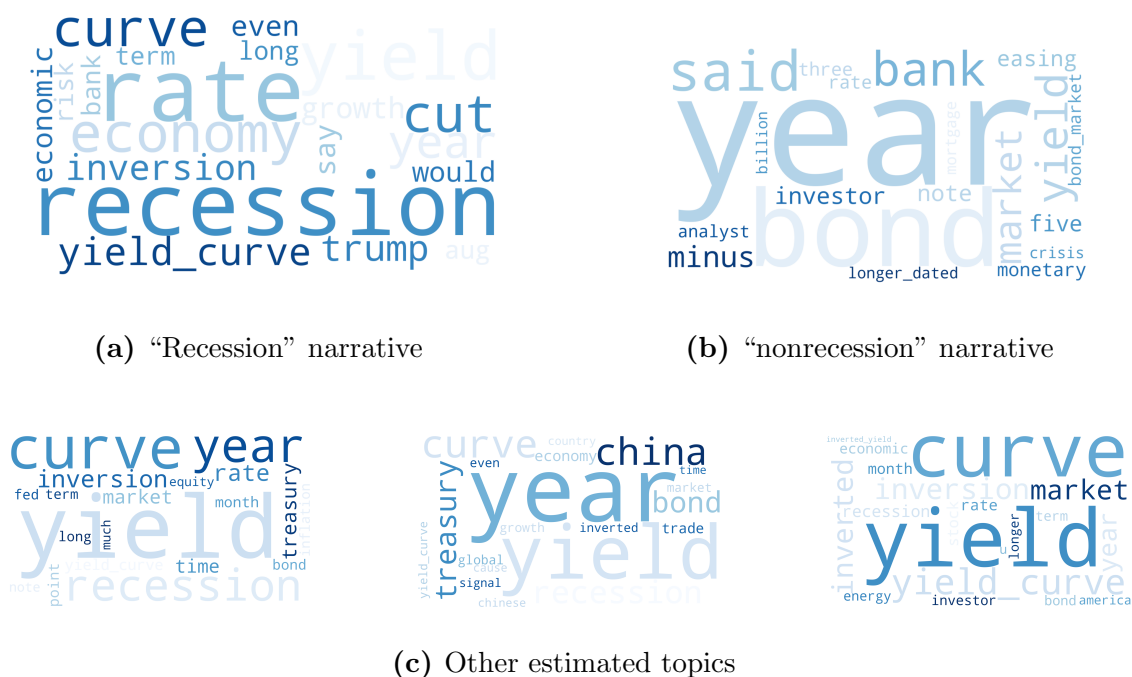 curve even
long
term
yield
economic
risk
bank
rate
growth
cut
economy
say
year
inversion
would
recession
yield_curve trump aug
said three bank easing
rate
year
billion
mortgage
market
yield
bond_market
investor note
bond
five
analyst
minus
crisis
longer_dated monetary
(a) “Recession” narrative
(b) “nonrecession” narrative
curve year
inversion equity rate
fed term market month
treasury
inflation
yield
long
much
yield_curve time bond
note
point
recession
curve country china
economy
even time
year
treasury
market
bond
growth inverted trade
yield_curve
yield
global
cause
signal
recession
chinese
inverted_yield
economic
curve
month
inverted
inversion market
recession rate
stock
term
yield
longer
u
year
yield_curve
energy investor bond america
(c) Other estimated topics